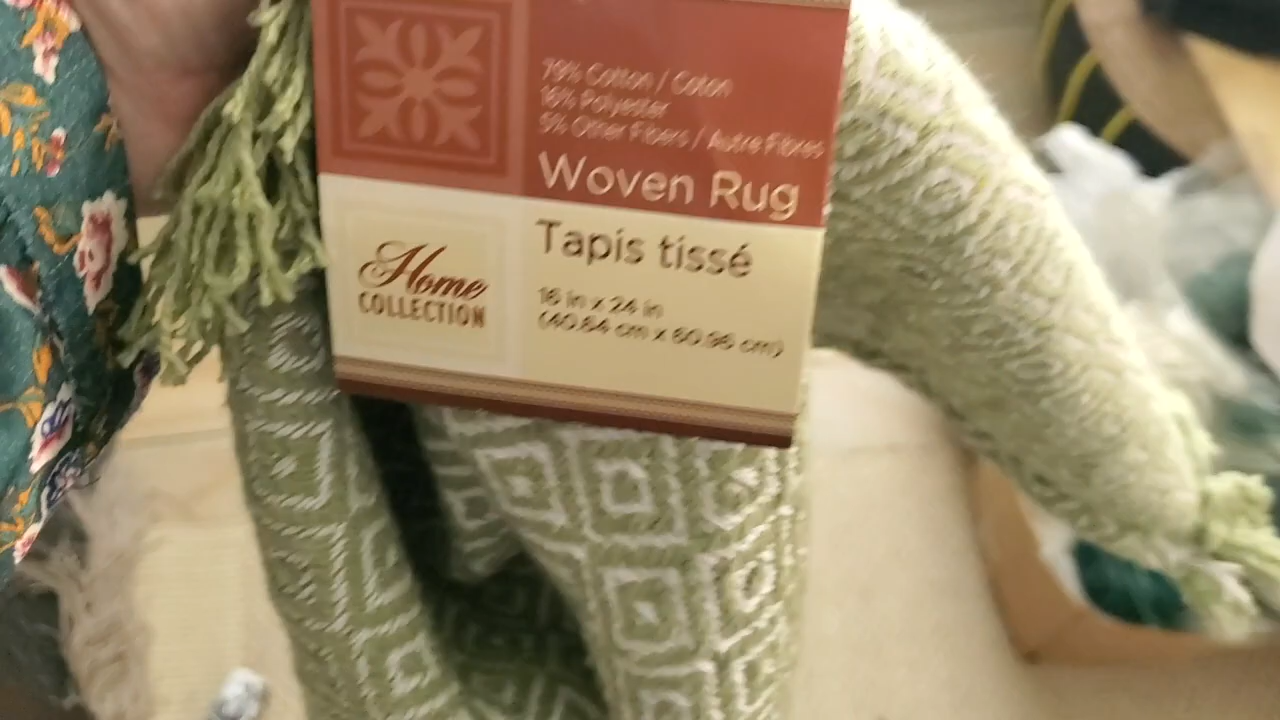 79% Cotton / Coton
16% Polyester
5% Other Fibers / Autre Fibres
Woven Rug
Tapis tissé
16 in x 24 in
(40.64 cm x 60.96 cm)
Home
COLLECTION